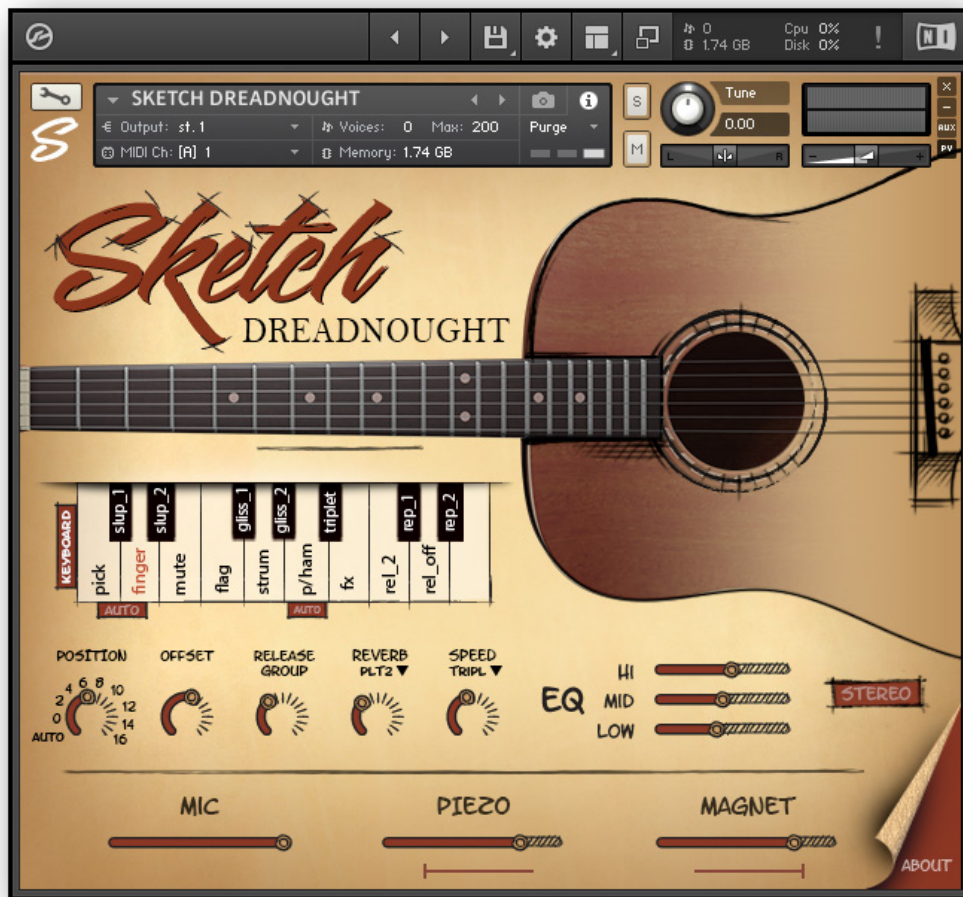 0
1.74 GB
Cpu 0%
Disk 0%
!
NI
SKETCH DREADNOUGHT
Output: st.1
Voices: 0 Max: 200
Purge
MIDI Ch: [A] 1
Memory: 1.74 GB
S
M
Tune
0.00
L
R
AUX
PV
Sketch
DREADNOUGHT
KEYBOARD
slup_1
slup_2
gliss_1
gliss_2
triplet
rep_1
rep_2
pick
finger
mute
flag
strum
p/ham
fx
rel_2
rel_off
AUTO
AUTO
POSITION
OFFSET
RELEASE
GROUP
REVERB
PLT2 ▼
SPEED
TRIPL ▼
AUTO
0
2
4
6
8
10
12
14
16
EQ
HI
MID
LOW
STEREO
MIC
PIEZO
MAGNET
ABOUT